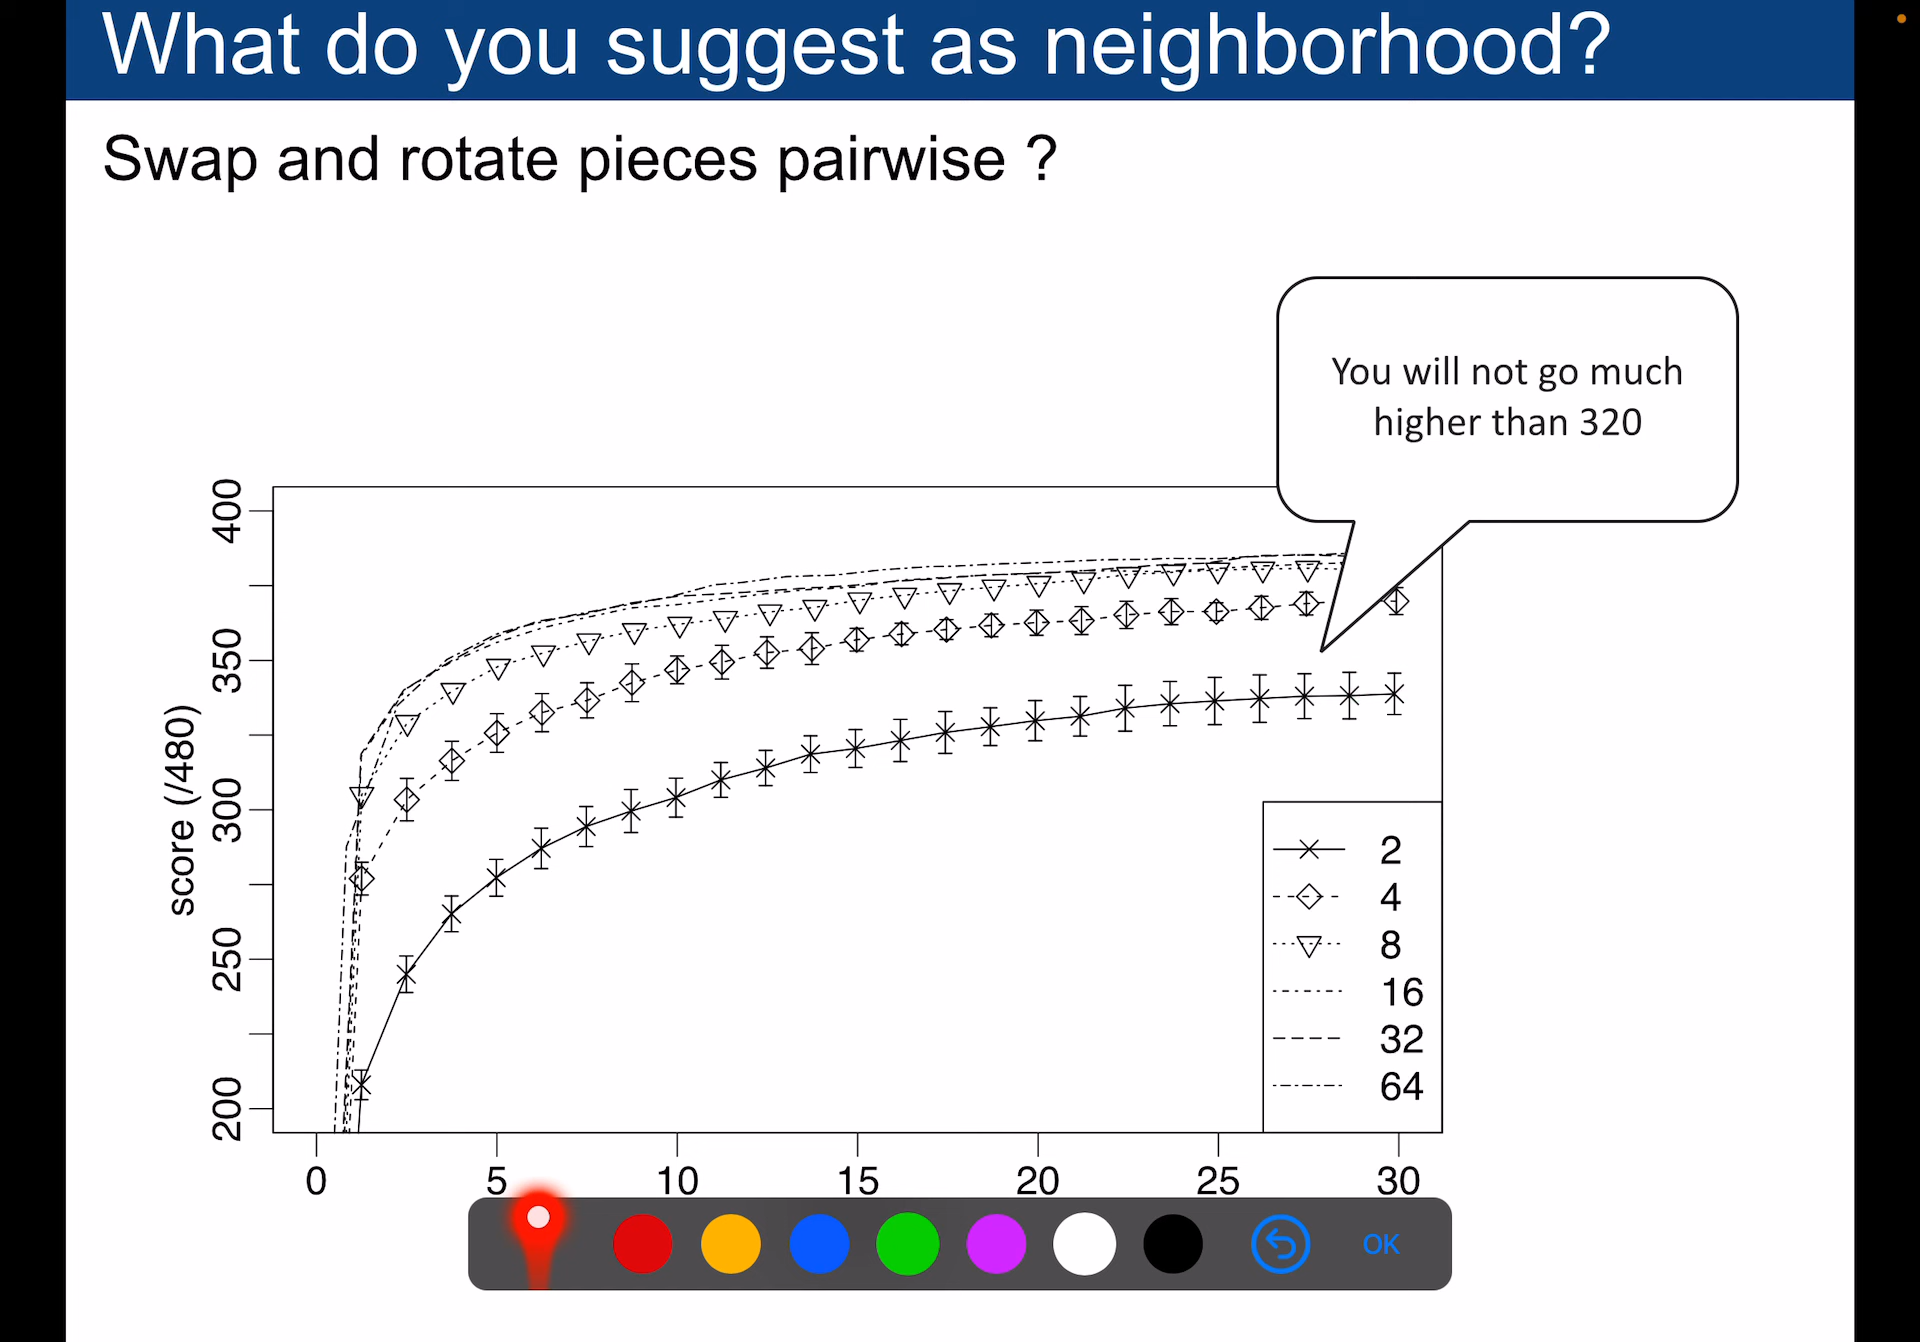 What do you suggest as neighborhood?
Swap and rotate pieces pairwise ?
You will not go much
higher than 320
score (/480)
400
350
300
250
200
2
4
8
16
32
64
0 5 10 15 20 25 30
OK